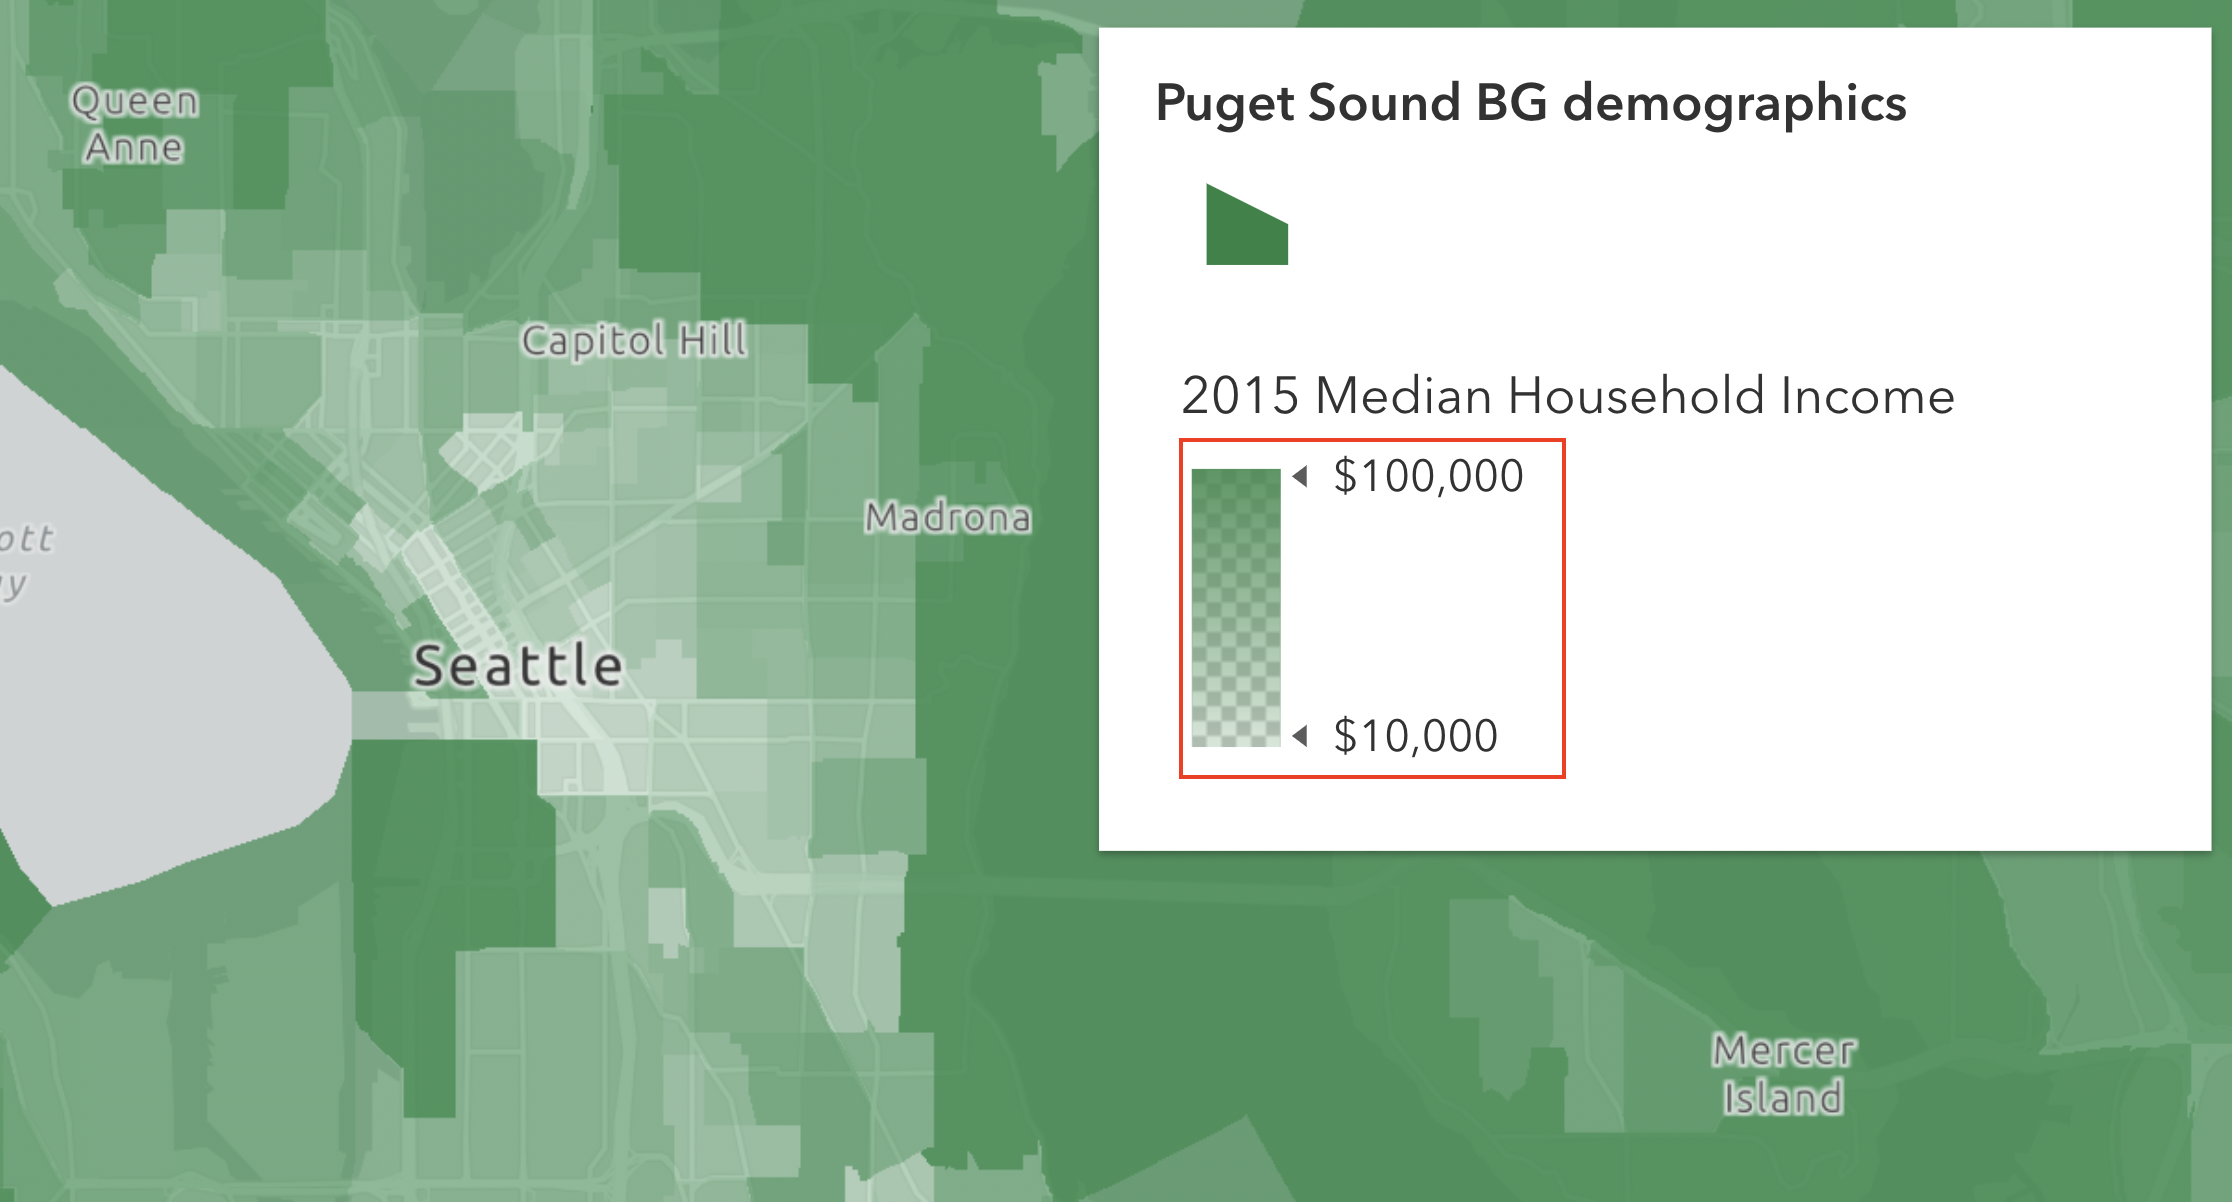 Queen
Anne
Puget Sound BG demographics
Capitol Hill
2015 Median Household Income
$100,000
Madrona
ott
y
Seattle
$10,000
Mercer
Island